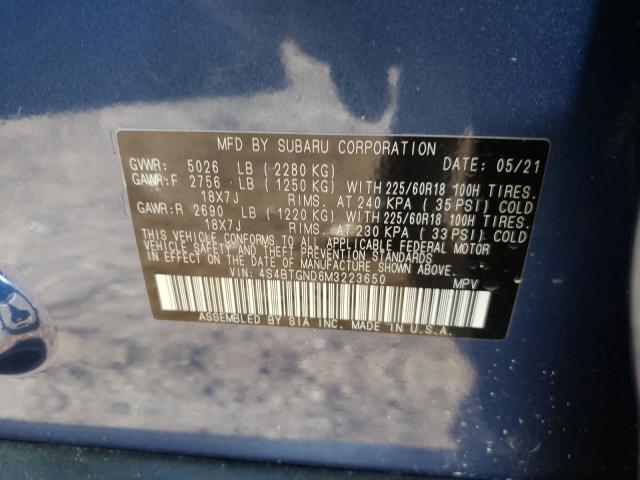 MFD BY SUBARU CORPORATION DATE: 05/21
GVWR: 5026 LB (2280 KG)
GAWR:F 2756 LB (1250 KG) WITH 225/60R18 100H TIRES.
18X7J RIMS. AT 240 KPA (35 PSI) COLD
GAWR:R 2690 LB (1220 KG) WITH 225/60R18 100H TIRES.
18X7J RIMS. AT 230 KPA (33 PSI) COLD
THIS VEHICLE CONFORMS TO ALL APPLICABLE FEDERAL MOTOR
VEHICLE SAFETY AND THEFT PREVENTION STANDARDS
IN EFFECT ON THE DATE OF MANUFACTURE SHOWN ABOVE.
VIN: 4S4BTGND6M3223650 MPV
ASSEMBLED BY SIA INC. MADE IN U.S.A.